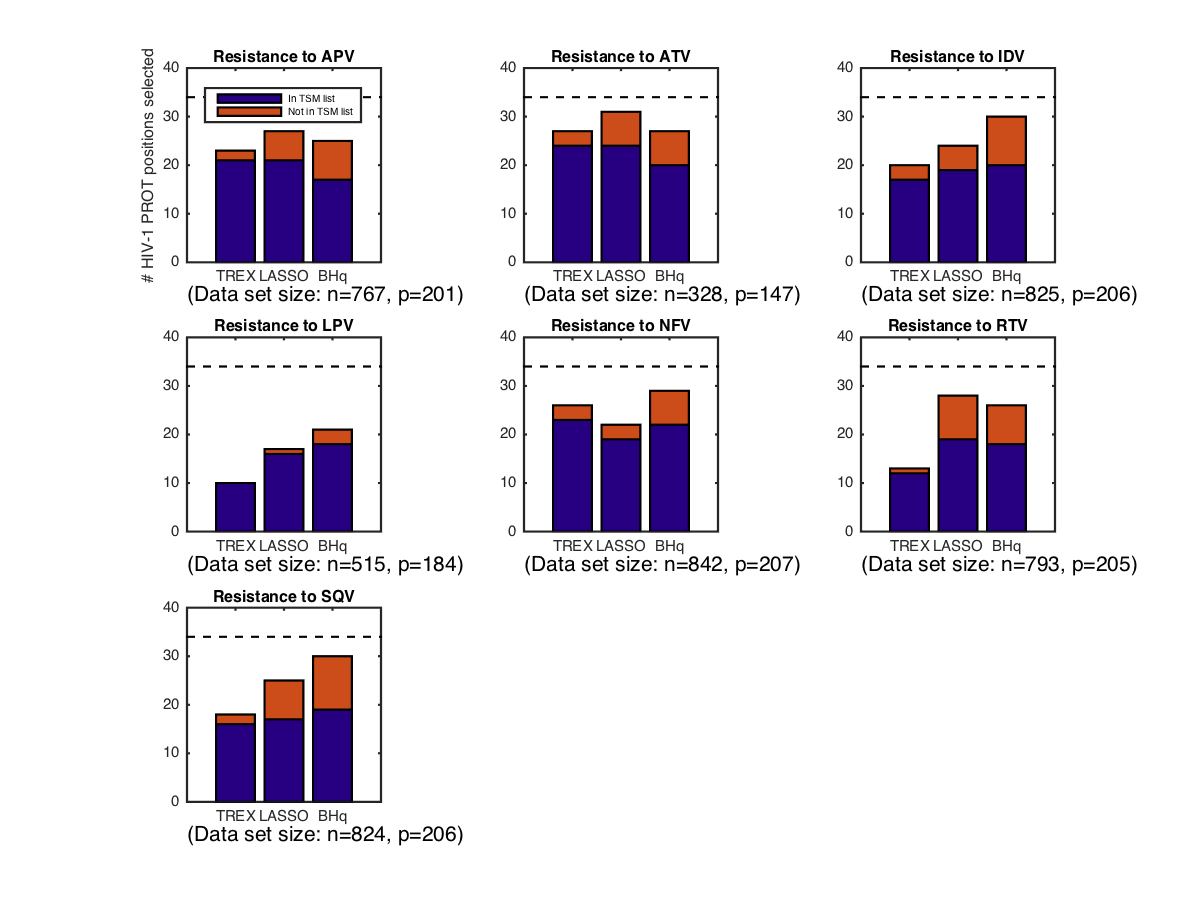 Resistance to APV
# HIV-1 PROT positions selected
40
30
20
10
0
In TSM list
Not in TSM list
TREX LASSO BHq
(Data set size: n=767, p=201)
Resistance to ATV
40
30
20
10
0
TREX LASSO BHq
(Data set size: n=328, p=147)
Resistance to IDV
40
30
20
10
0
TREX LASSO BHq
(Data set size: n=825, p=206)
Resistance to LPV
40
30
20
10
0
TREX LASSO BHq
(Data set size: n=515, p=184)
Resistance to NFV
40
30
20
10
0
TREX LASSO BHq
(Data set size: n=842, p=207)
Resistance to RTV
40
30
20
10
0
TREX LASSO BHq
(Data set size: n=793, p=205)
Resistance to SQV
40
30
20
10
0
TREX LASSO BHq
(Data set size: n=824, p=206)